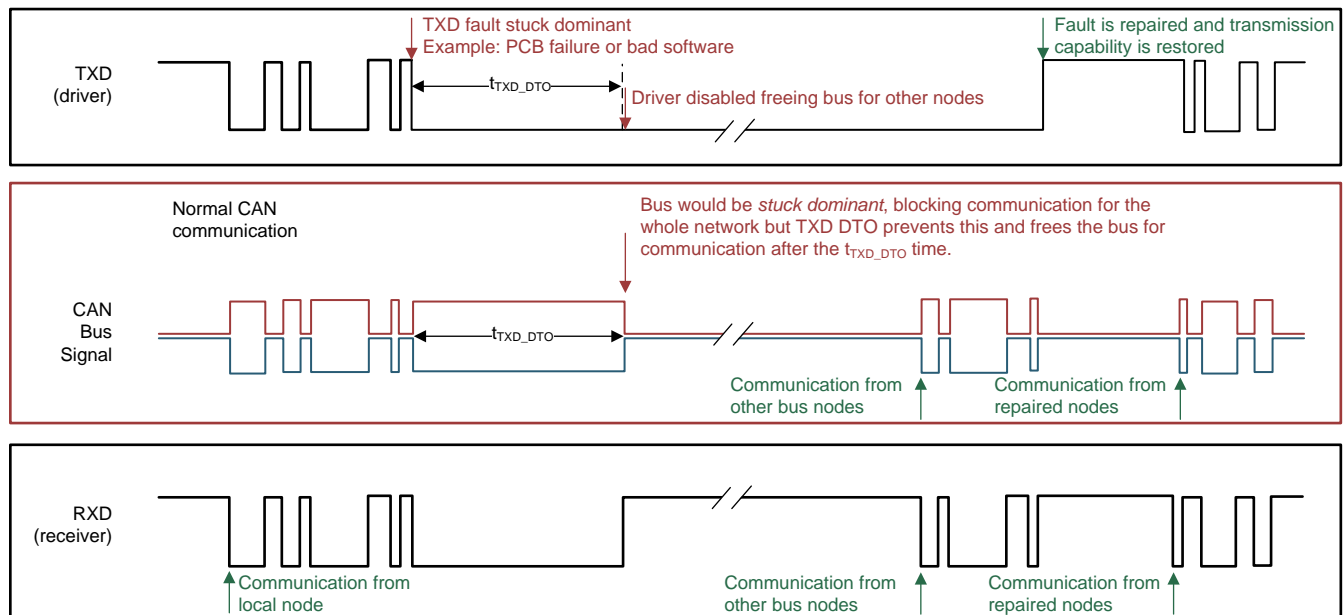 TXD fault stuck dominant
Example: PCB failure or bad software
Fault is repaired and transmission
capability is restored
TXD
(driver)
tTXD_DTO
Driver disabled freeing bus for other nodes
Normal CAN
communication
Bus would be stuck dominant, blocking communication for the
whole network but TXD DTO prevents this and frees the bus for
communication after the tTXD_DTO time.
CAN
Bus
Signal
tTXD_DTO
Communication from
other bus nodes
Communication from
repaired nodes
RXD
(receiver)
Communication from
local node
Communication from
other bus nodes
Communication from
repaired nodes